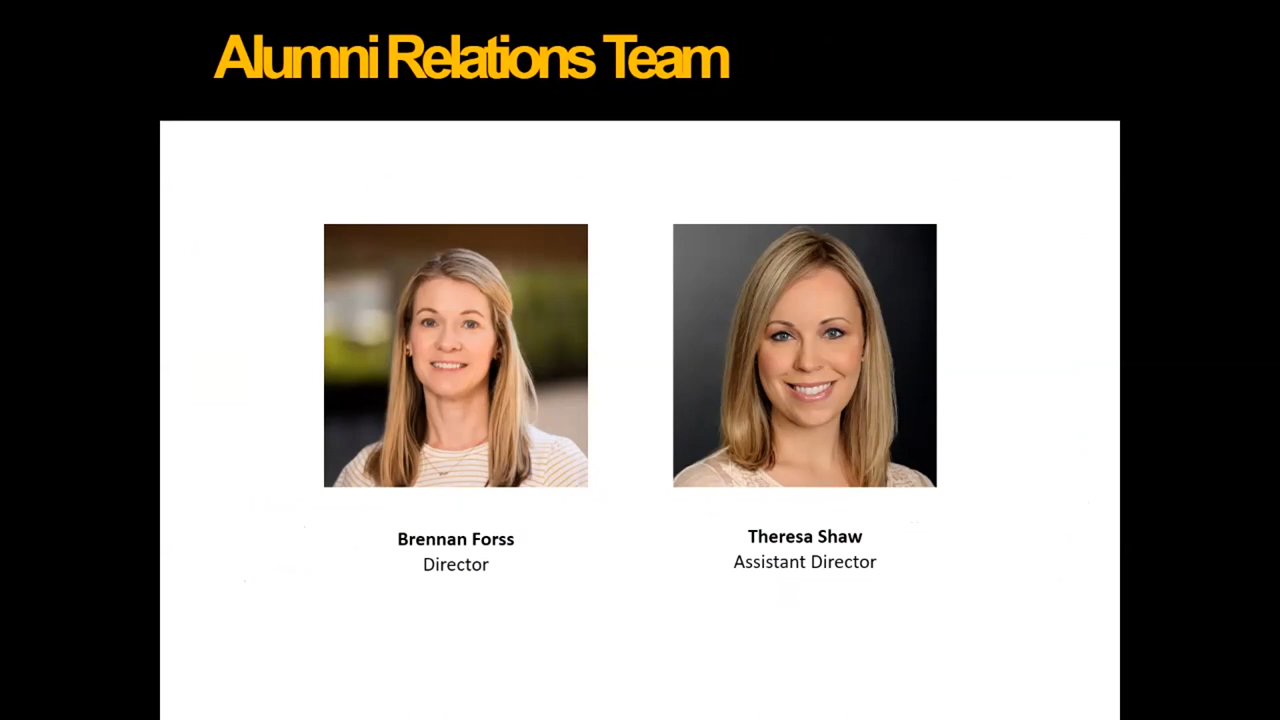 Alumni Relations Team
Brennan Forss
Director
Theresa Shaw
Assistant Director